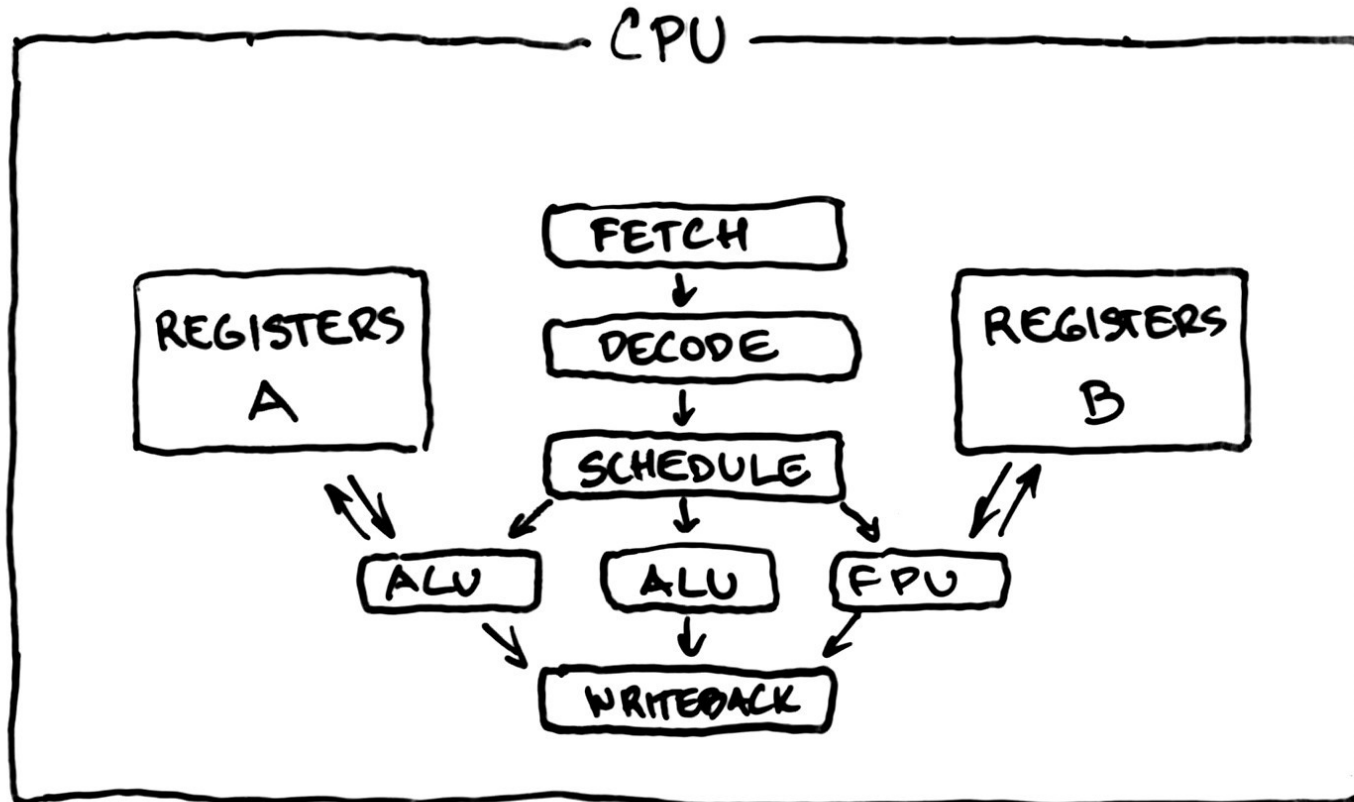 CPU
FETCH
REGISTERS
A
DECODE
REGISTERS
B
SCHEDULE
ALU
ALU
FPU
WRITEBACK